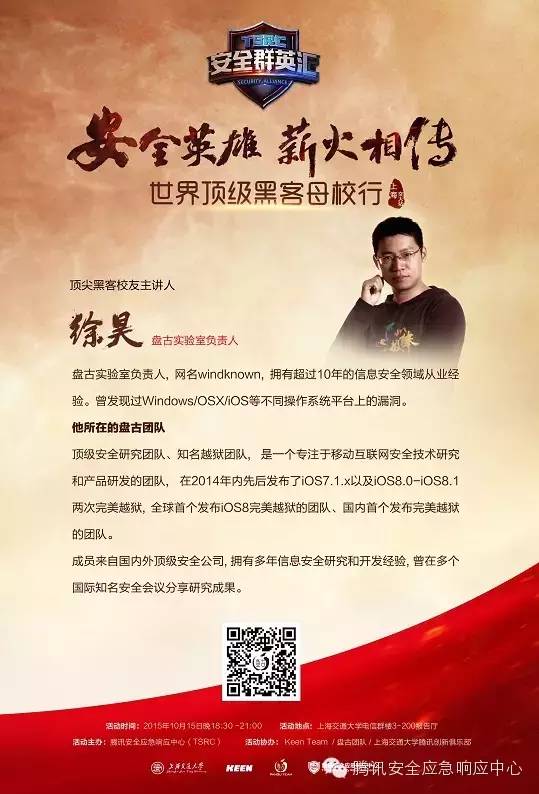 TSRC
安全群英汇
SECURITY ALLIANCE
安全英雄 薪火相传
世界顶级黑客母校行
上海
顶尖黑客校友主讲人
徐昊 盘古实验室负责人
盘古实验室负责人，网名windknown，拥有超过10年的信息安全领域从业经
验。曾发现过Windows/OSX/iOS等不同操作系统平台上的漏洞。
他所在的盘古团队
顶级安全研究团队、知名越狱团队，是一个专注于移动互联网安全技术研究
和产品研发的团队，在2014年内先后发布了iOS7.1.x以及iOS8.0-iOS8.1
两次完美越狱，全球首个发布iOS8完美越狱的团队、国内首个发布完美越狱
的团队。
成员来自国内外顶级安全公司，拥有多年信息安全研究和开发经验，曾在多个
国际知名安全会议分享研究成果。
活动时间：2015年10月15日晚18:30-21:00 活动地点：上海交通大学电信群楼3-200报告厅
活动主办：腾讯安全应急响应中心（TSRC） 活动协办：Keen Team / 盘古团队 / 上海交通大学腾讯创新俱乐部
上海交通大学 KEEN PANGU TEAM
腾讯安全应急响应中心